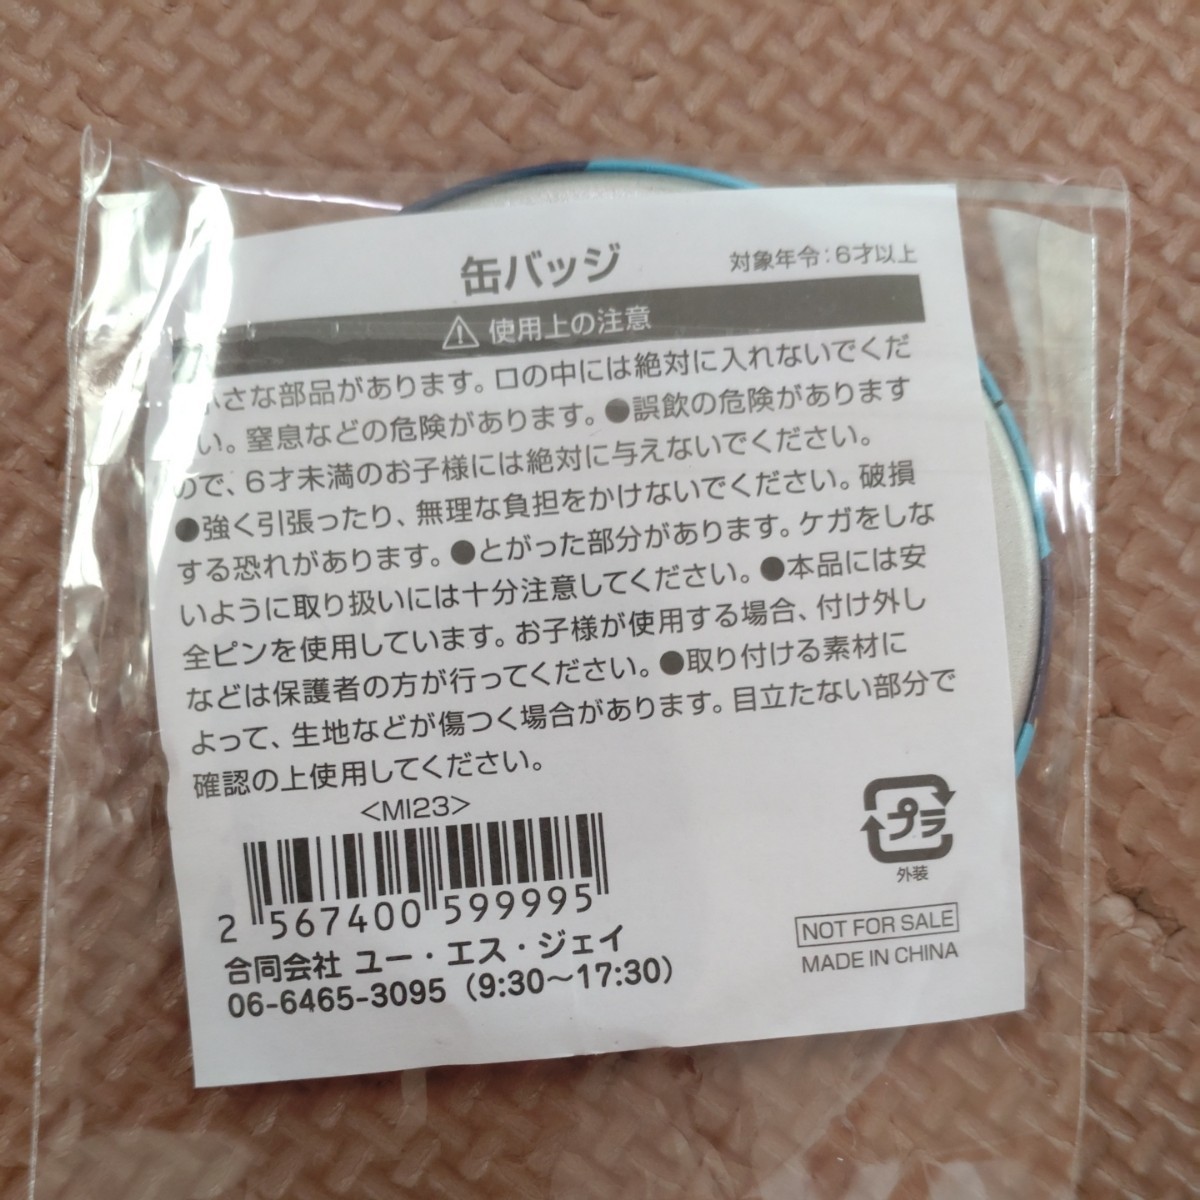 缶バッジ
対象年令：6才以上
使用上の注意
小さな部品があります。口の中には絶対に入れないでくだ
い。窒息などの危険があります。●誤飲の危険があります
ので、6才未満のお子様には絶対に与えないでください。
●強く引張ったり、無理な負担をかけないでください。破損
する恐れがあります。●とがった部分があります。ケガをしな
いように取り扱いには十分注意してください。●本品には安
全ピンを使用しています。お子様が使用する場合、付け外し
などは保護者の方が行ってください。●取り付ける素材に
よって、生地などが傷つく場合があります。目立たない部分で
確認の上使用してください。
<MI23>
2 567400 599995
プラ
外装
合同会社 ユー・エス・ジェイ
06-6465-3095（9:30～17:30）
NOT FOR SALE
MADE IN CHINA